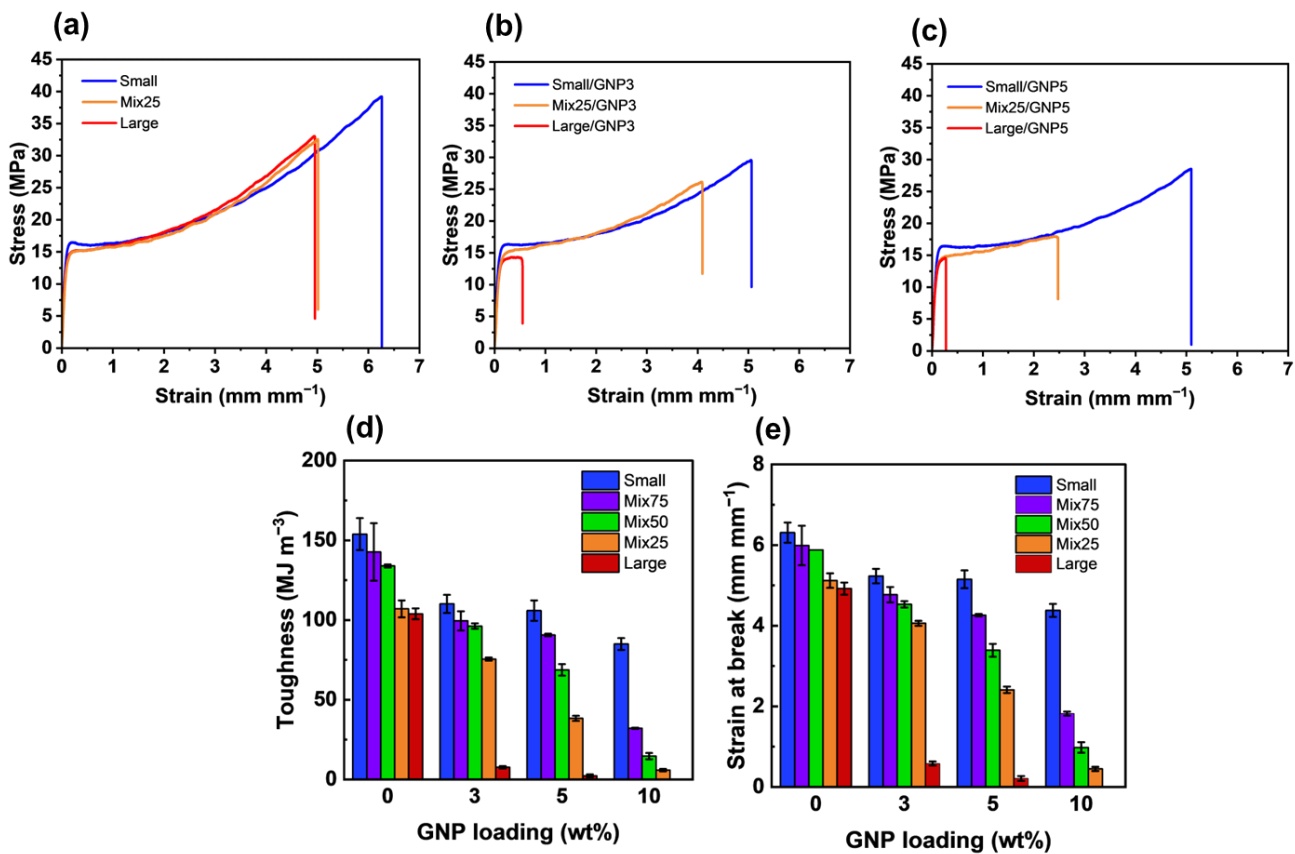 (a)
45
40
35
30
25
20
15
10
5
0
Stress (MPa)
Small
Mix25
Large
0 1 2 3 4 5 6 7
Strain (mm mm⁻¹)
(b)
45
40
35
30
25
20
15
10
5
0
Stress (MPa)
Small/GNP3
Mix25/GNP3
Large/GNP3
0 1 2 3 4 5 6 7
Strain (mm mm⁻¹)
(c)
45
40
35
30
25
20
15
10
5
0
Stress (MPa)
Small/GNP5
Mix25/GNP5
Large/GNP5
0 1 2 3 4 5 6 7
Strain (mm mm⁻¹)
(d)
200
150
100
50
0
Toughness (MJ m⁻³)
Small
Mix75
Mix50
Mix25
Large
0 3 5 10
GNP loading (wt%)
(e)
8
6
4
2
0
Strain at break (mm mm⁻¹)
Small
Mix75
Mix50
Mix25
Large
0 3 5 10
GNP loading (wt%)